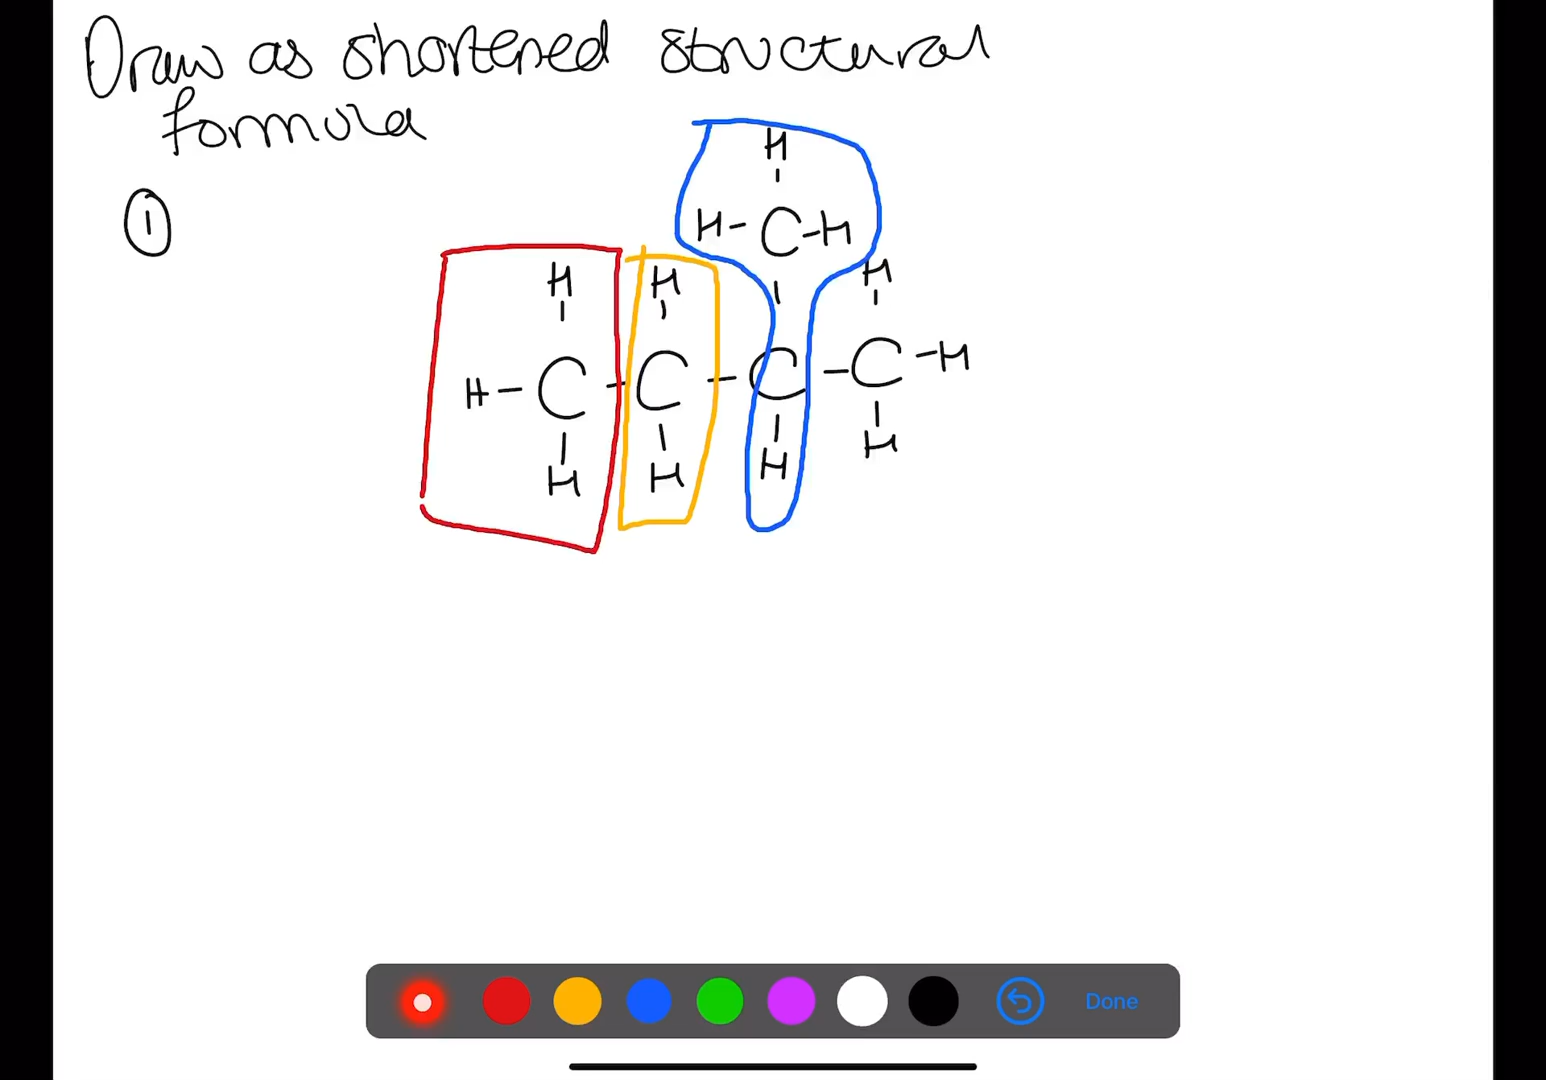 Draw as shortened structural
formula
1
H
H-C-H
H H H
H-C-C-C-C-H
H H H H
Done